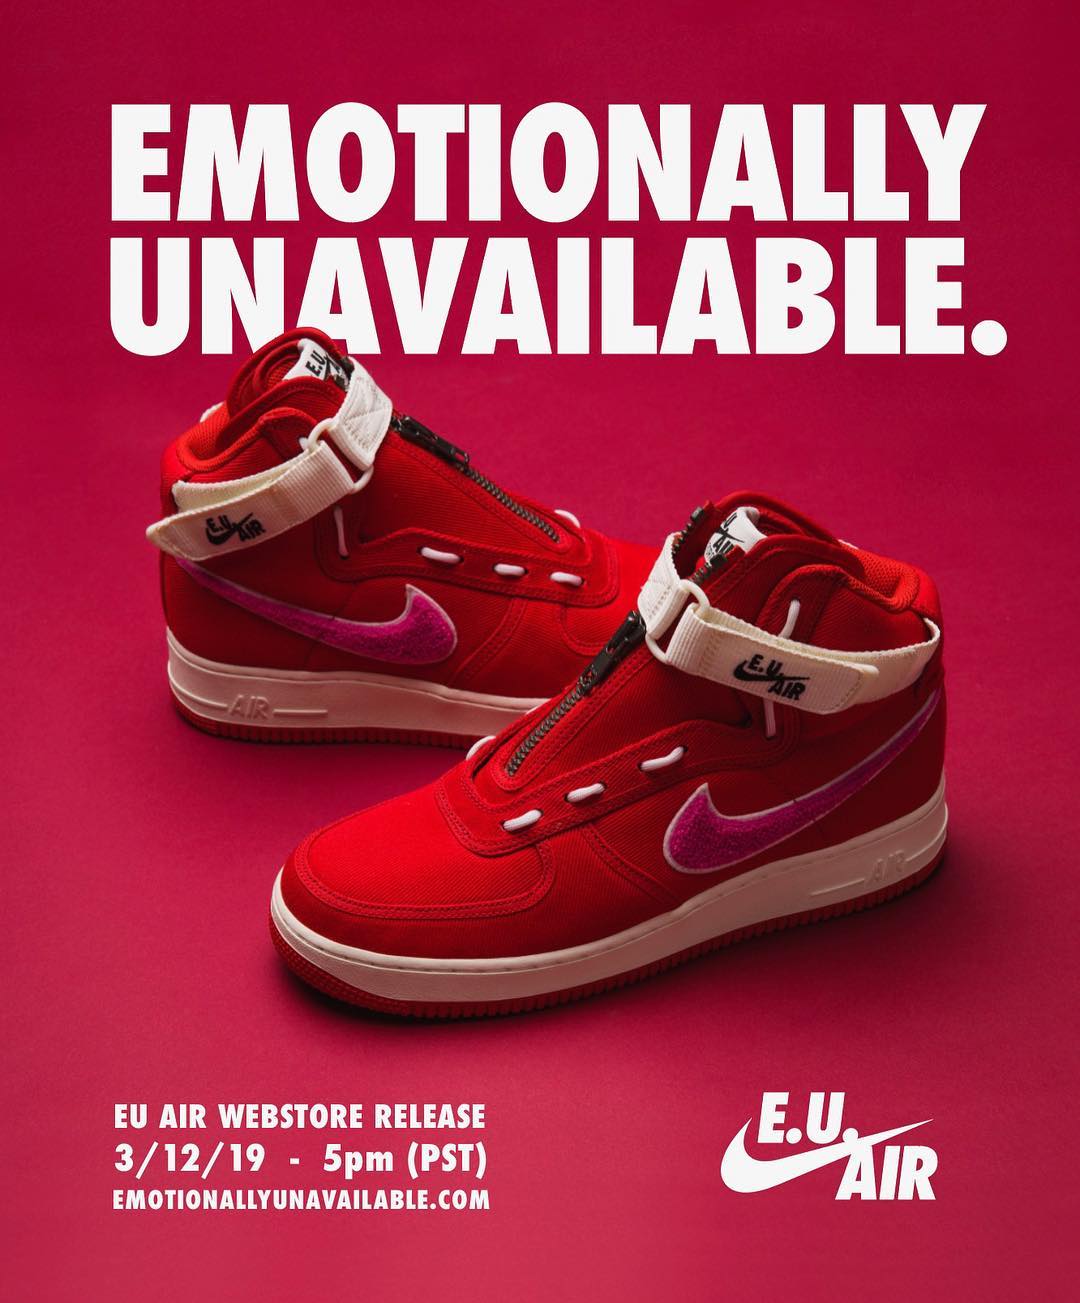 EMOTIONALLY
UNAVAILABLE.
E.U.
E.U.
AIR
E.U.
AIR
AIR
E.U.
AIR
AIR
EU AIR WEBSTORE RELEASE
3/12/19 - 5pm (PST)
EMOTIONALLYUNAVAILABLE.COM
E.U.
AIR